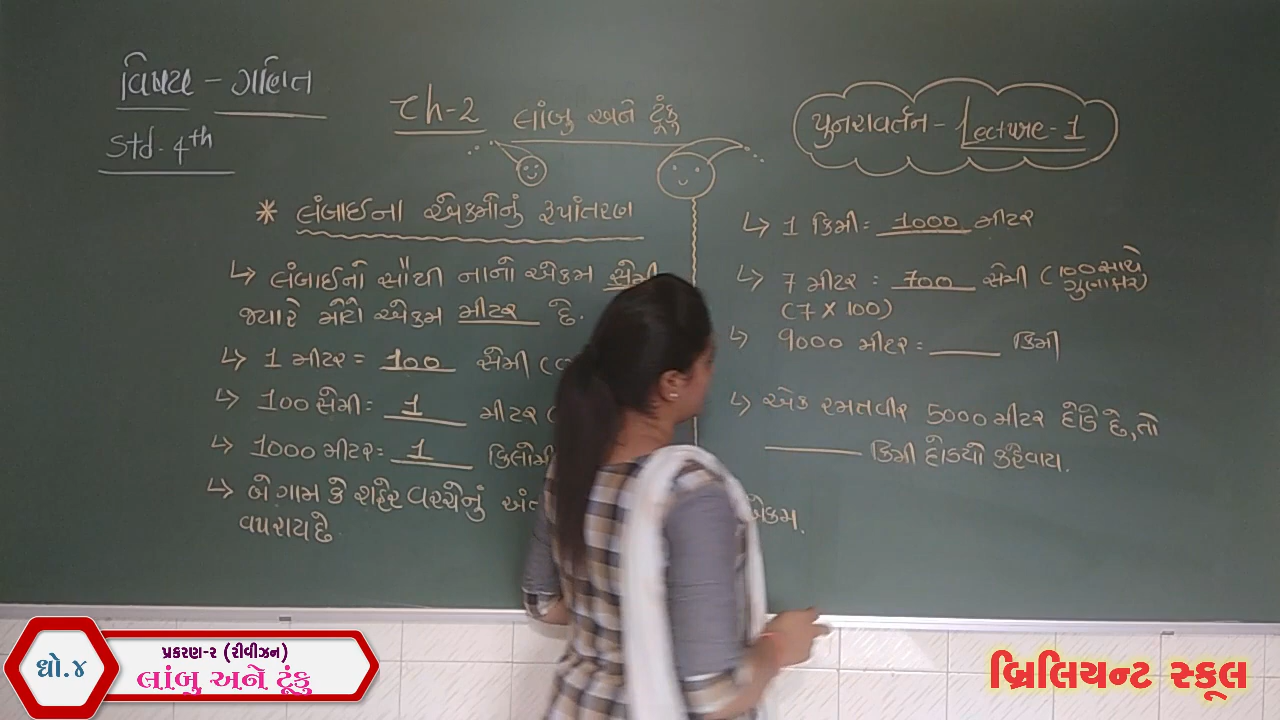 વિષય - ગણિત
Std - 4th
Ch-2 લાંબુ અને ટૂંકુ
પુનરાવર્તન - Lecture - 1
* લંબાઈના એકમોનું રૂપાંતરણ
↳ લંબાઈનો સૌથી નાનો એકમ સેમી
જ્યારે મોટો એકમ મીટર છે.
↳ 1 મીટર = 100 સેમી (
↳ 100 સેમી = 1 મીટર (
↳ 1000 મીટર = 1
↳ બે ગામ કે શહેર વચ્ચેનું
વપરાય છે
↳ 1 કિમી = 1000 મીટર
↳ 7 મીટર = 700 સેમી (100 સાથે
ગુણાકાર)
(7 X 100)
↳ 9000 મીટર = ____ કિમી
↳ એક રમતવીર 5000 મીટર દોડે છે, તો
____ કિમી દોડયો કહેવાય.
ધો.૪
પ્રકરણ-૨ (રીવીઝન)
લાંબુ અને ટૂંકુ
બ્રિલિયન્ટ સ્કૂલ